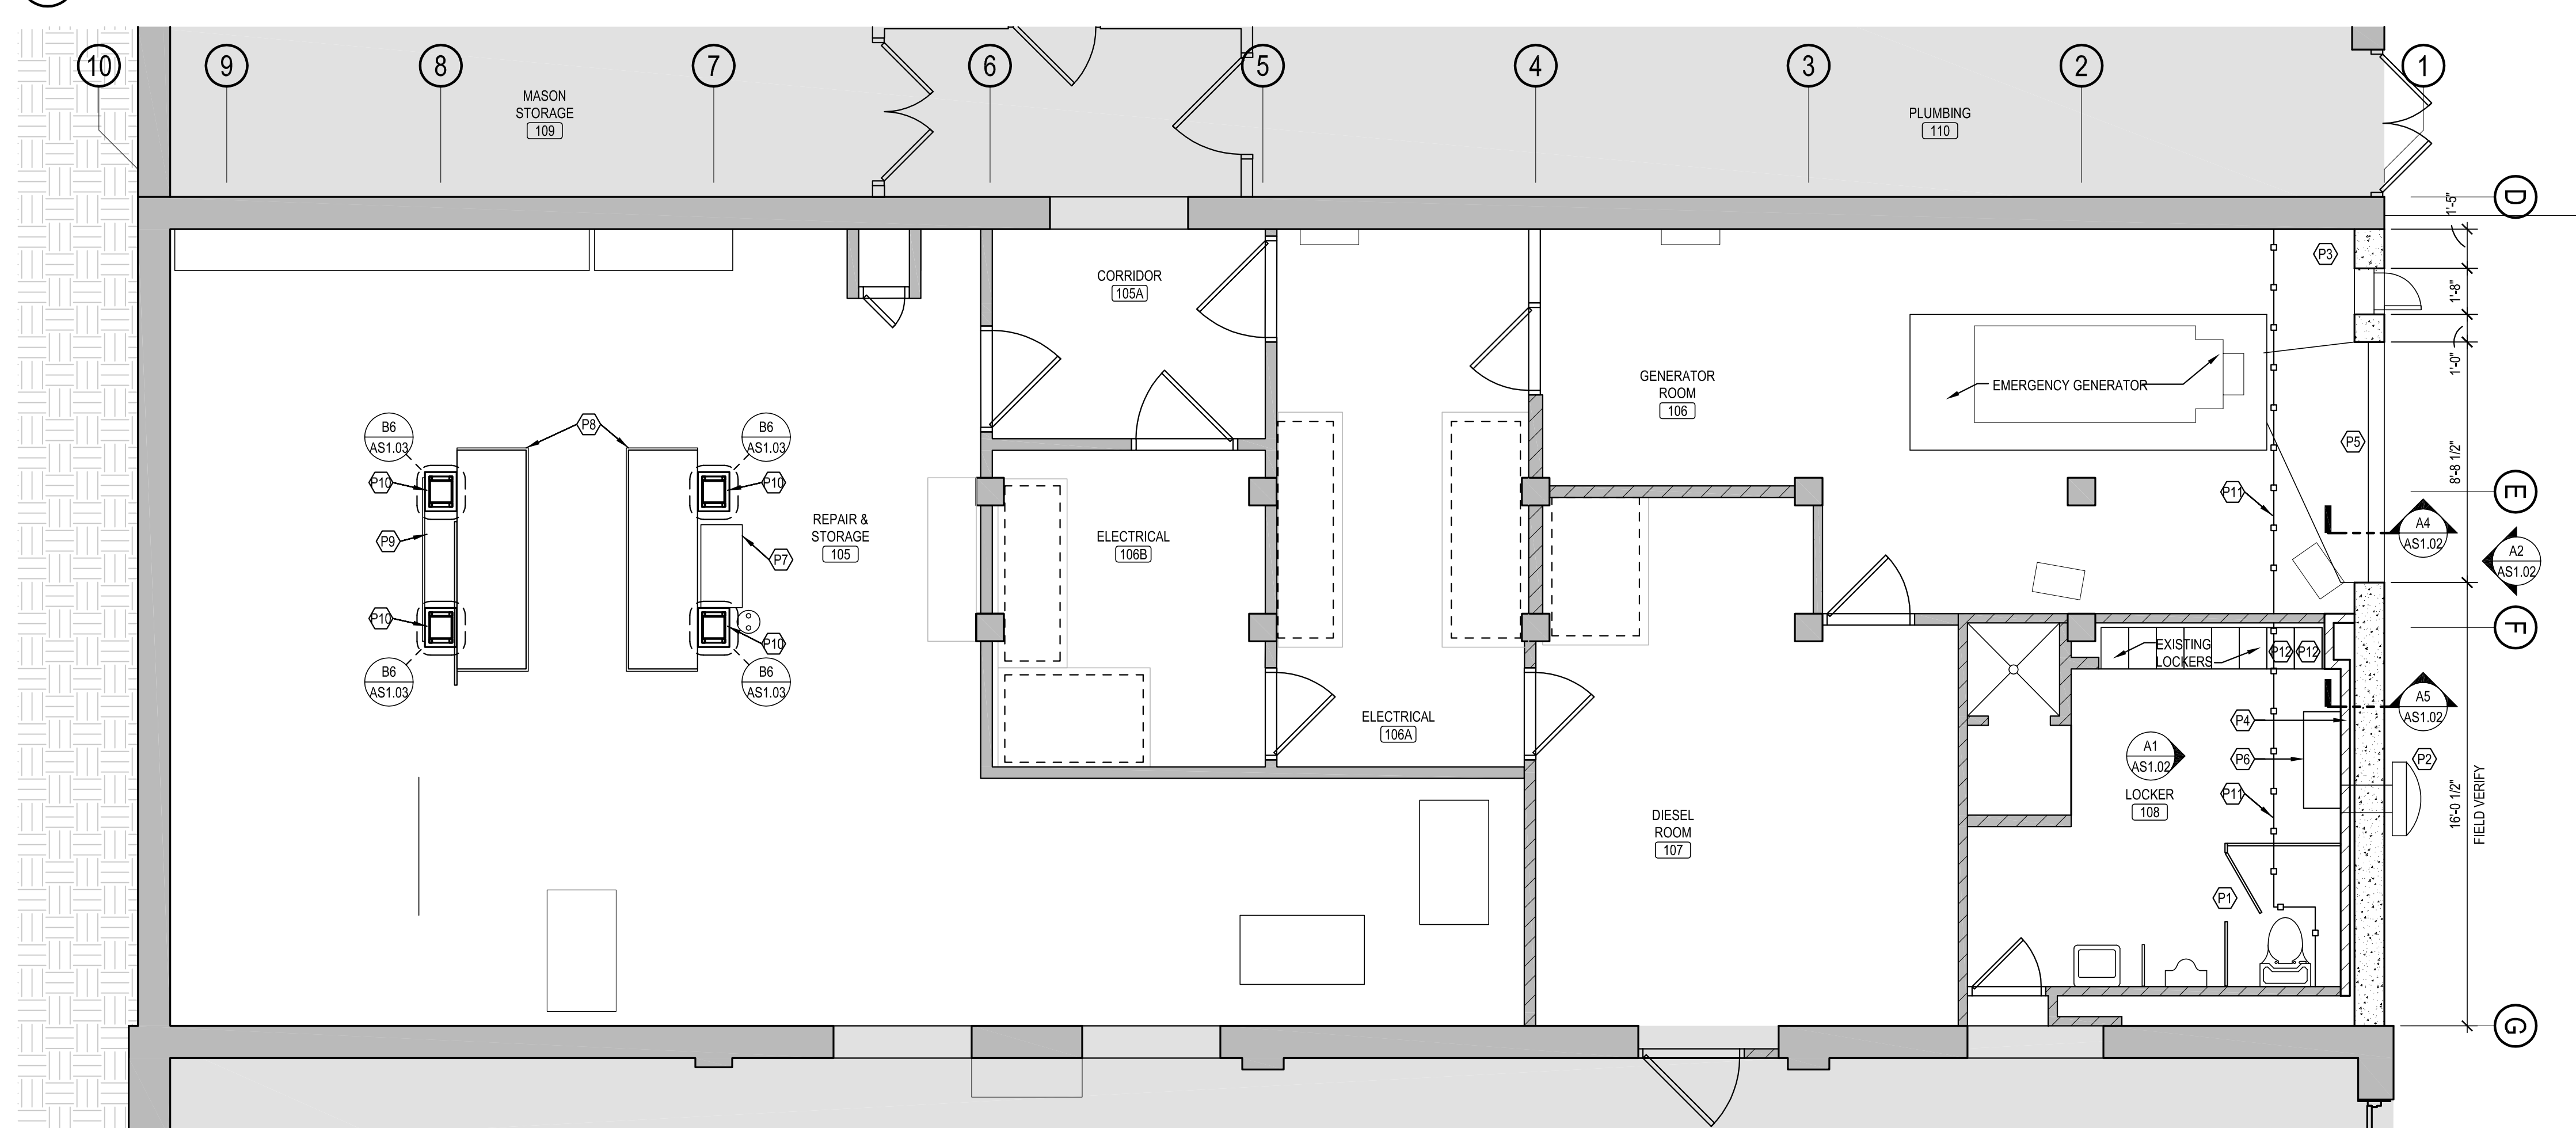 10
9
8
7
6
5
4
3
2
1
MASON
STORAGE
109
PLUMBING
110
D
1'-5"
P3
CORRIDOR
105A
1'-8"
GENERATOR
ROOM
106
EMERGENCY GENERATOR
1'-0"
B6
AS1.03
P8
B6
AS1.03
P5
8'-8 1/2"
P10
P10
P11
E
REPAIR &
STORAGE
105
ELECTRICAL
106B
A4
AS1.02
P9
P7
A2
AS1.02
P10
P10
F
EXISTING
LOCKERS
P12
P12
B6
AS1.03
B6
AS1.03
ELECTRICAL
106A
A5
AS1.02
P4
A1
AS1.02
P6
P2
LOCKER
108
P11
16'-0 1/2"
FIELD VERIFY
DIESEL
ROOM
107
P1
G